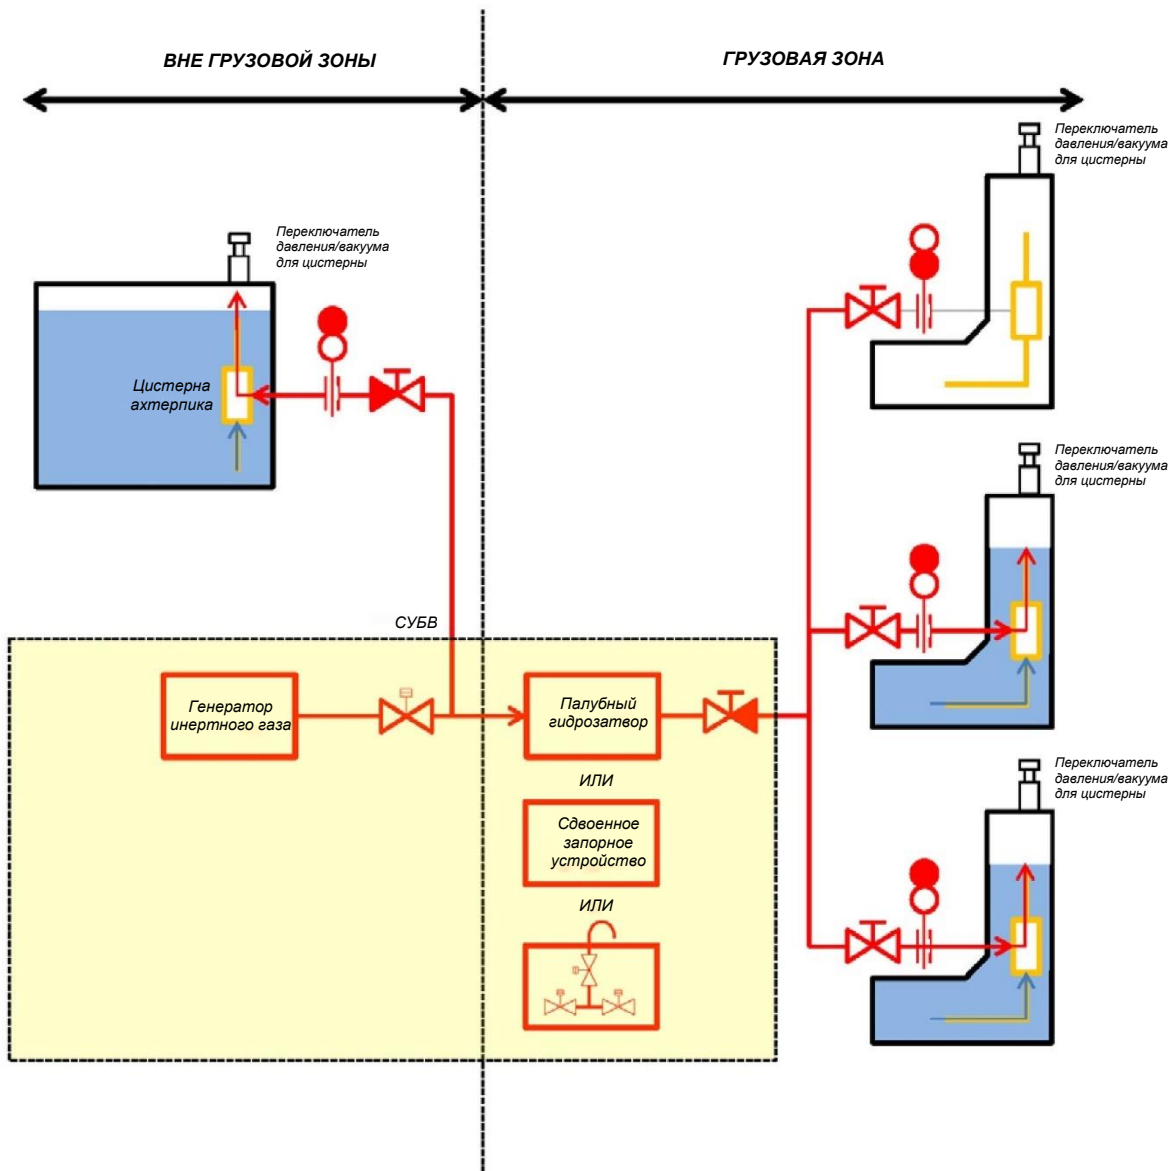 ВНЕ ГРУЗОВОЙ ЗОНЫ
ГРУЗОВАЯ ЗОНА
Переключатель
давления/вакуума
для цистерны
Переключатель
давления/вакуума
для цистерны
Цистерна
ахтерпика
Переключатель
давления/вакуума
для цистерны
СУБВ
Генератор
инертного газа
Палубный
гидрозатвор
ИЛИ
Сдвоенное
запорное
устройство
ИЛИ
Переключатель
давления/вакуума
для цистерны